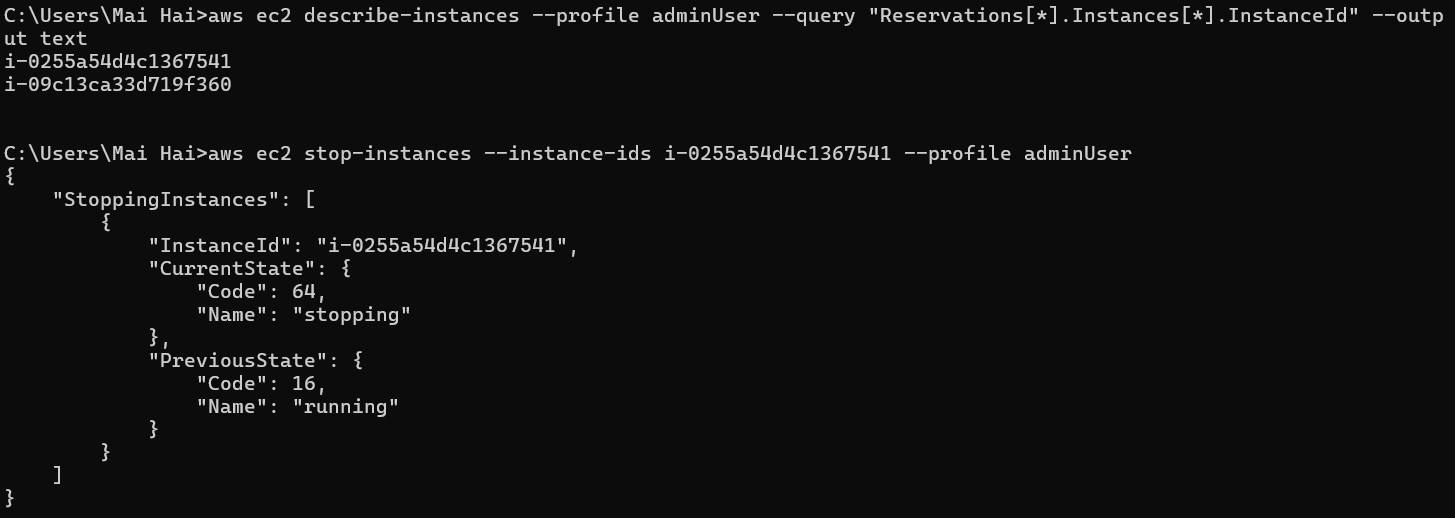 C:\Users\Mai Hai>aws ec2 describe-instances --profile adminUser --query "Reservations[*].Instances[*].InstanceId" --outp
ut text
i-0255a54d4c1367541
i-09c13ca33d719f360

C:\Users\Mai Hai>aws ec2 stop-instances --instance-ids i-0255a54d4c1367541 --profile adminUser
{
    "StoppingInstances": [
        {
            "InstanceId": "i-0255a54d4c1367541",
            "CurrentState": {
                "Code": 64,
                "Name": "stopping"
            },
            "PreviousState": {
                "Code": 16,
                "Name": "running"
            }
        }
    ]
}